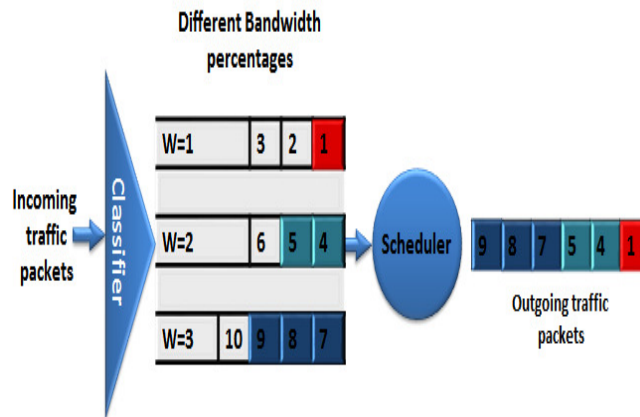 Different Bandwidth
percentages
W=1 3 2 1
Incoming
traffic
packets
Classifier
W=2 6 5 4
Scheduler
9 8 7 5 4 1
Outgoing traffic
packets
W=3 10 9 8 7